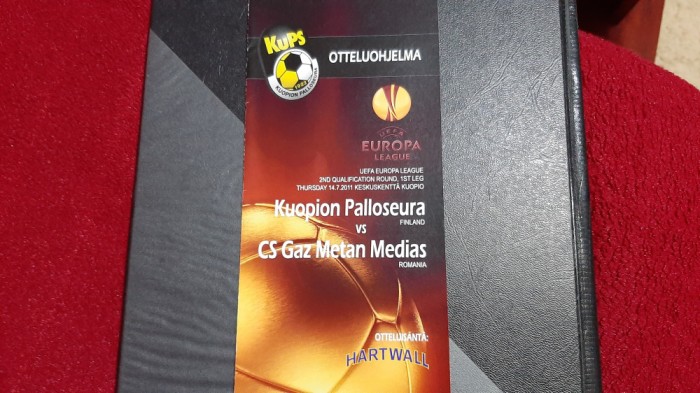 KuPS
OTTELUOHJELMA
1923
KUOPION PALLOSEURA
UEFA
EUROPA
LEAGUE
UEFA EUROPA LEAGUE
2ND QUALIFICATION ROUND, 1ST LEG
THURSDAY 14.7.2011 KESKUSKENTTÄ KUOPIO
Kuopion Palloseura
FINLAND
vs
CS Gaz Metan Medias
ROMANIA
OTTELUISÄNTÄ:
HARTWALL